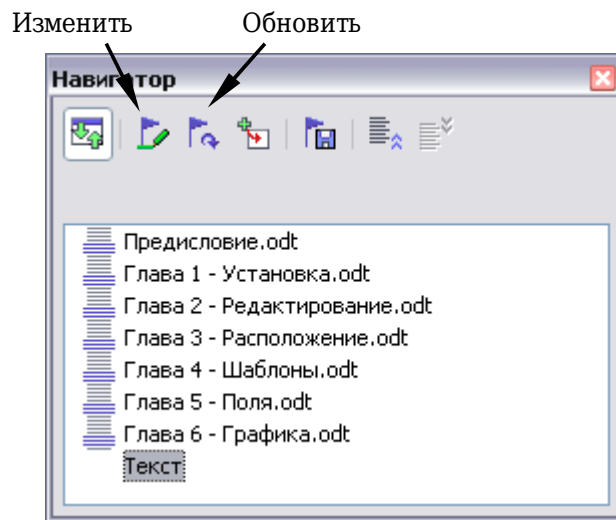 Изменить Обновить
Навигатор
Предисловие.odt
Глава 1 - Установка.odt
Глава 2 - Редактирование.odt
Глава 3 - Расположение.odt
Глава 4 - Шаблоны.odt
Глава 5 - Поля.odt
Глава 6 - Графика.odt
Текст